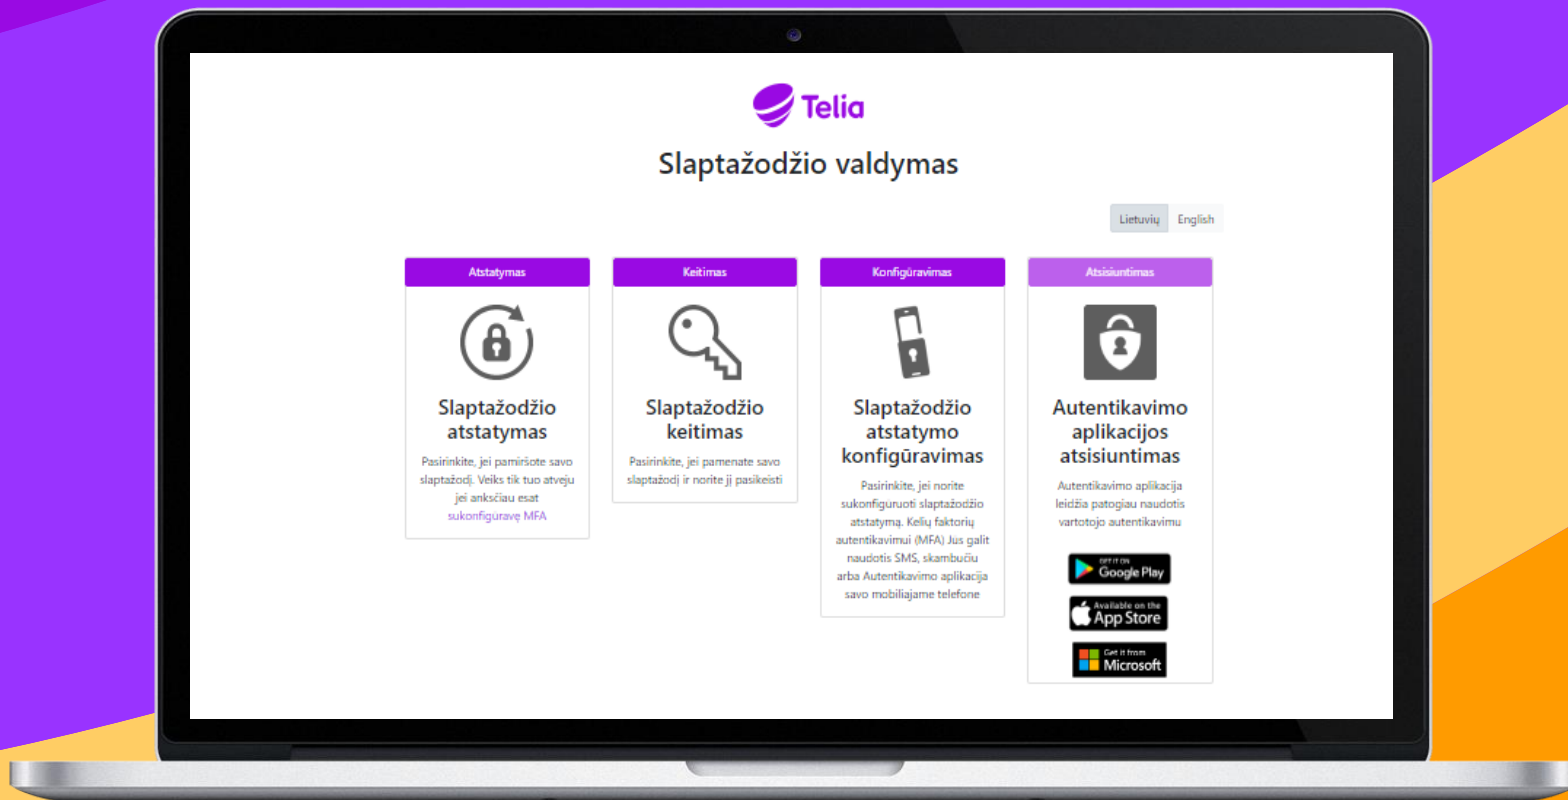 Telia
Slaptažodžio valdymas
Lietuvių English
Atstatymas
Slaptažodžio
atstatymas
Pasirinkite, jei pamiršote savo
slaptažodį. Veiks tik tuo atveju
jei anksčiau esat
sukonfigūravę MFA
Keitimas
Slaptažodžio
keitimas
Pasirinkite, jei pamenate savo
slaptažodį ir norite jį pasikeisti
Konfigūravimas
Slaptažodžio
atstatymo
konfigūravimas
Pasirinkite, jei norite
sukonfiguruoti slaptažodžio
atstatymą. Kelių faktorių
autentikavimui (MFA) Jus galit
naudotis SMS, skambučiu
arba Autentikavimo aplikacija
savo mobiliajame telefone
Atsisiuntimas
Autentikavimo
aplikacijos
atsisiuntimas
Autentikavimo aplikacija
leidžia patogiau naudotis
vartotojo autentikavimu
GET IT ON
Google Play
Available on the
App Store
Get it from
Microsoft